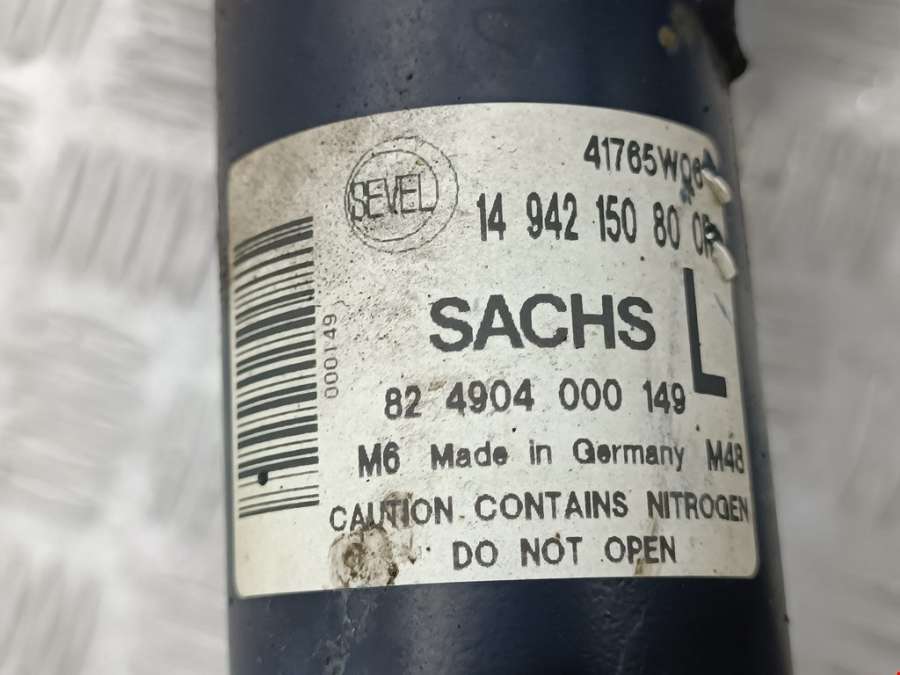 41765W06
SEVEL
14 942 150 80
SACHS L
000149
82 4904 000 149
M6 Made in Germany M48
CAUTION CONTAINS NITROGEN
DO NOT OPEN